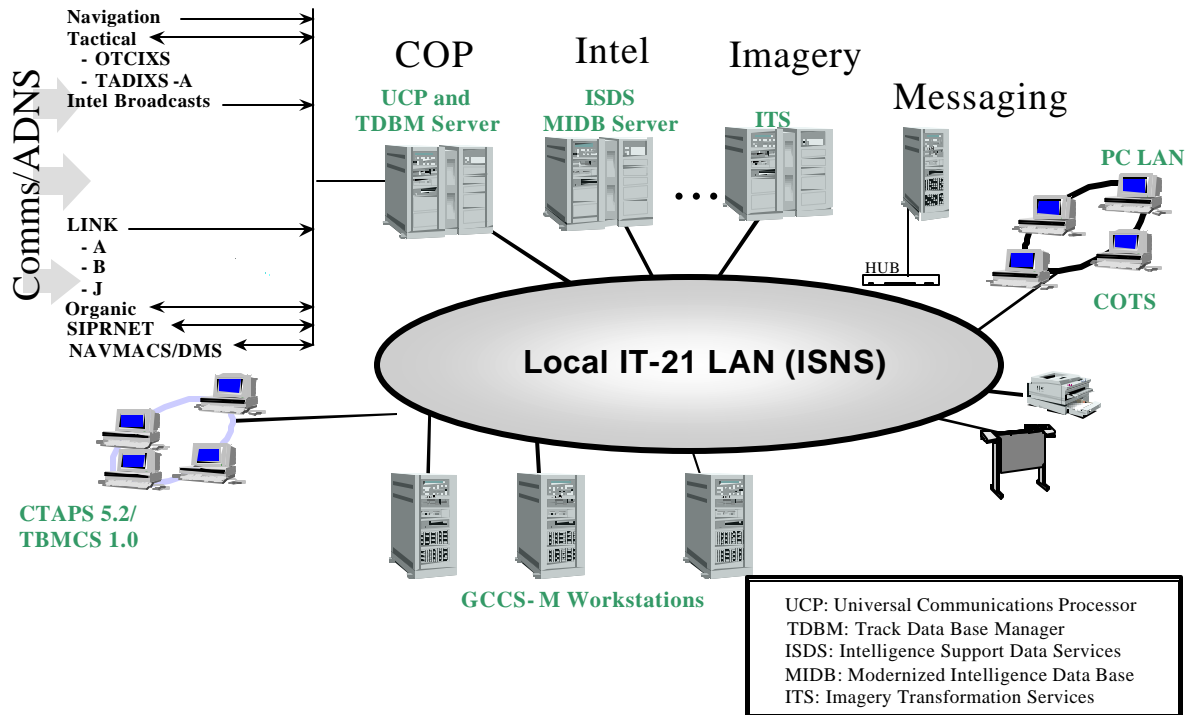 Comms/ADNS
Navigation
Tactical
- OTCIXS
- TADIXS -A
Intel Broadcasts
LINK
- A
- B
- J
Organic
SIPRNET
NAVMACS/DMS
COP
UCP and
TDBM Server
Intel
ISDS
MIDB Server
...
Imagery
ITS
Messaging
HUB
PC LAN
COTS
Local IT-21 LAN (ISNS)
CTAPS 5.2/
TBMCS 1.0
GCCS- M Workstations
UCP: Universal Communications Processor
TDBM: Track Data Base Manager
ISDS: Intelligence Support Data Services
MIDB: Modernized Intelligence Data Base
ITS: Imagery Transformation Services